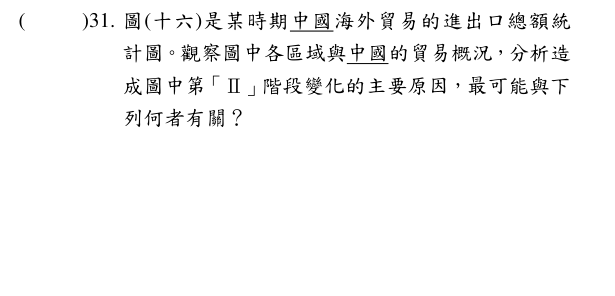 (　　)31. 圖(十六)是某時期中國海外貿易的進出口總額統
計圖。觀察圖中各區域與中國的貿易概況，分析造
成圖中第「Ⅱ」階段變化的主要原因，最可能與下
列何者有關？